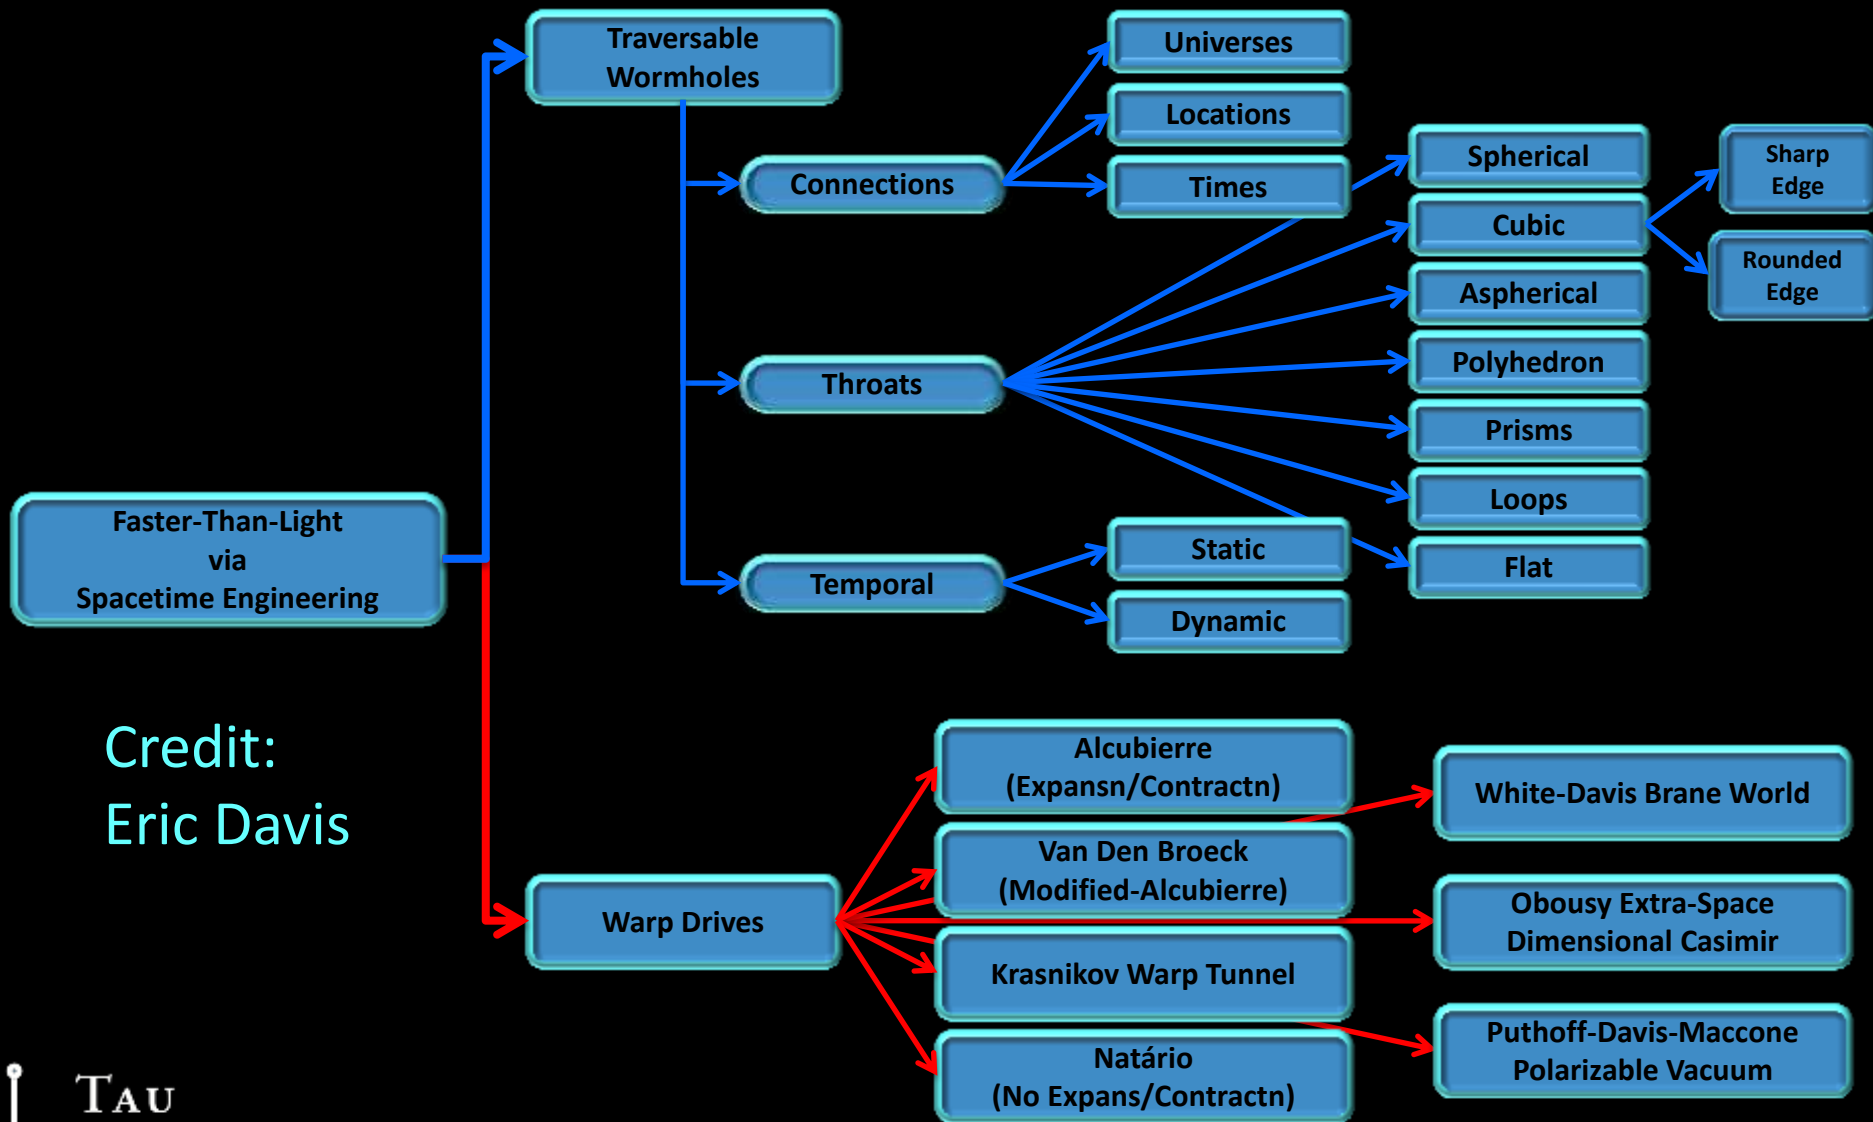 Traversable
Wormholes
Universes
Locations
Times
Connections
Spherical
Cubic
Aspherical
Polyhedron
Prisms
Loops
Flat
Sharp
Edge
Rounded
Edge
Throats
Temporal
Static
Dynamic
Faster-Than-Light
via
Spacetime Engineering
Credit:
Eric Davis
Warp Drives
Alcubierre
(Expansn/Contractn)
Van Den Broeck
(Modified-Alcubierre)
Krasnikov Warp Tunnel
Natário
(No Expans/Contractn)
White-Davis Brane World
Obousy Extra-Space
Dimensional Casimir
Puthoff-Davis-Maccone
Polarizable Vacuum
TAU